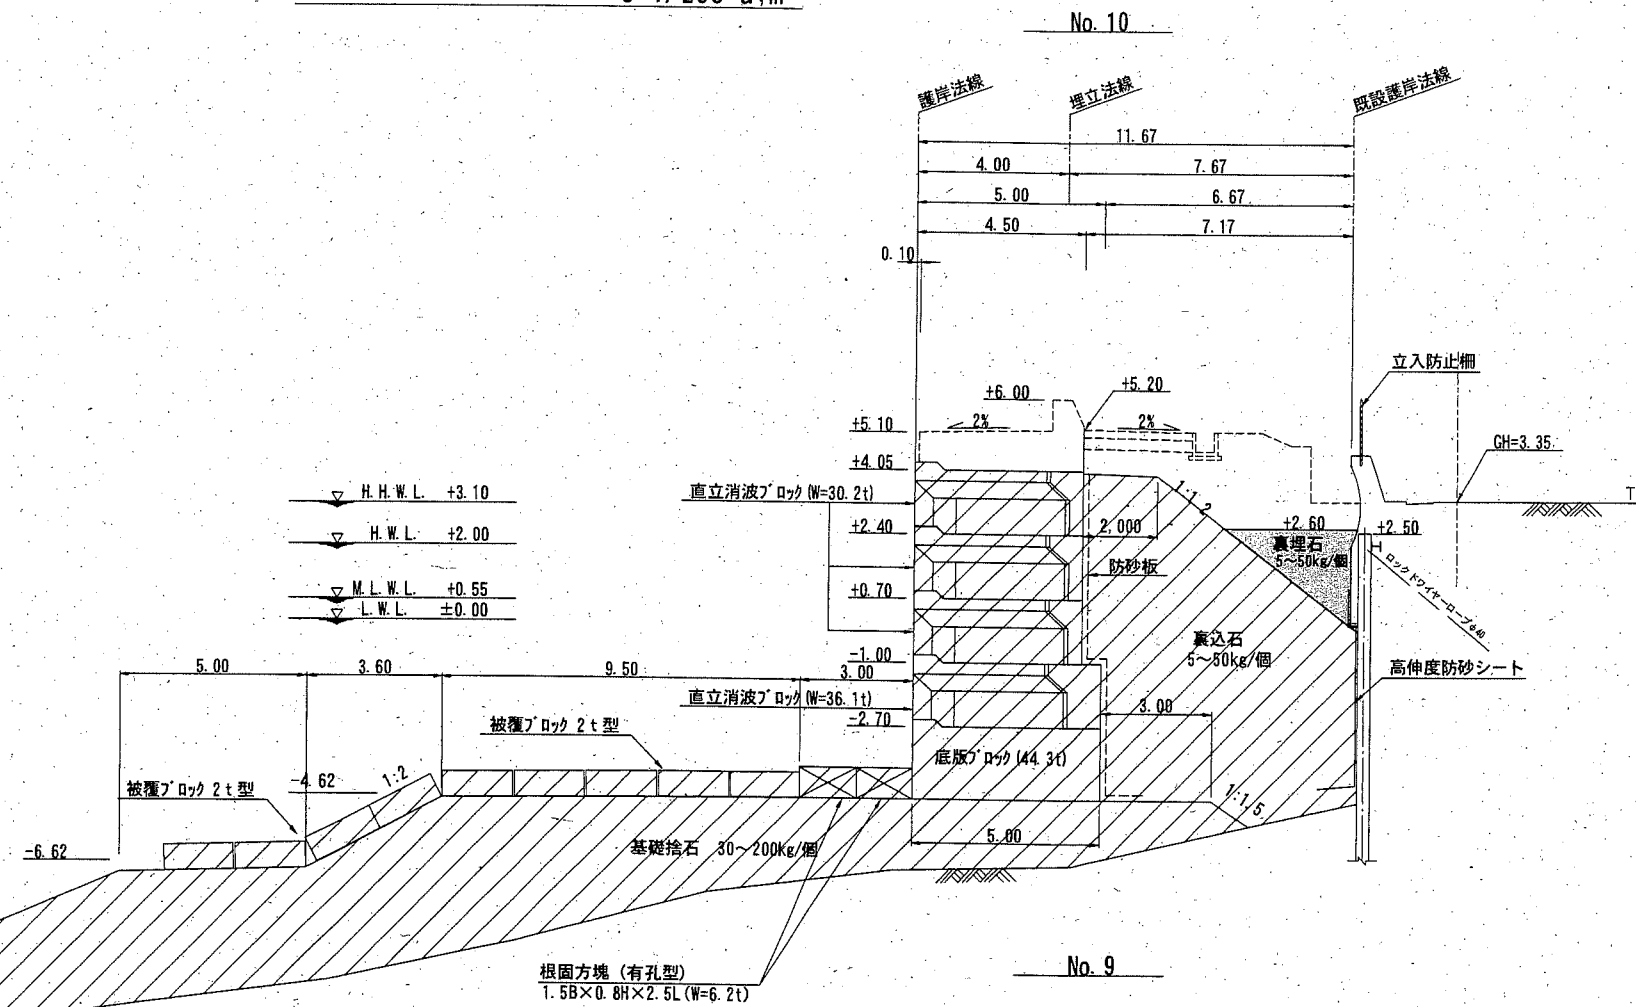 No. 10
護岸法線
埋立法線
既設護岸法線
11.67
4.00
7.67
5.00
6.67
4.50
7.17
0.10
立入防止柵
+6.00
+5.20
+5.10
2%
2%
GH=3.35
+4.05
H.H.W.L. +3.10
直立消波ブロック(W=30.2t)
1:1.2
+2.40
2,000
+2.60
+2.50
H.W.L. +2.00
裏埋石
5~50kg/個
防砂板
ロックドワイヤーロープφ40
M.L.W.L. +0.55
+0.70
L.W.L. ±0.00
裏込石
5~50kg/個
-1.00
高伸度防砂シート
5.00
3.60
9.50
3.00
直立消波ブロック(W=36.1t)
-2.70
3.00
被覆ブロック 2t型
底版ブロック(44.3t)
-4.62
1:2
被覆ブロック 2t型
1:1.5
5.00
-6.62
基礎捨石 30~200kg/個
根固方塊 (有孔型)
1.5B×0.8H×2.5L(W=6.2t)
No. 9